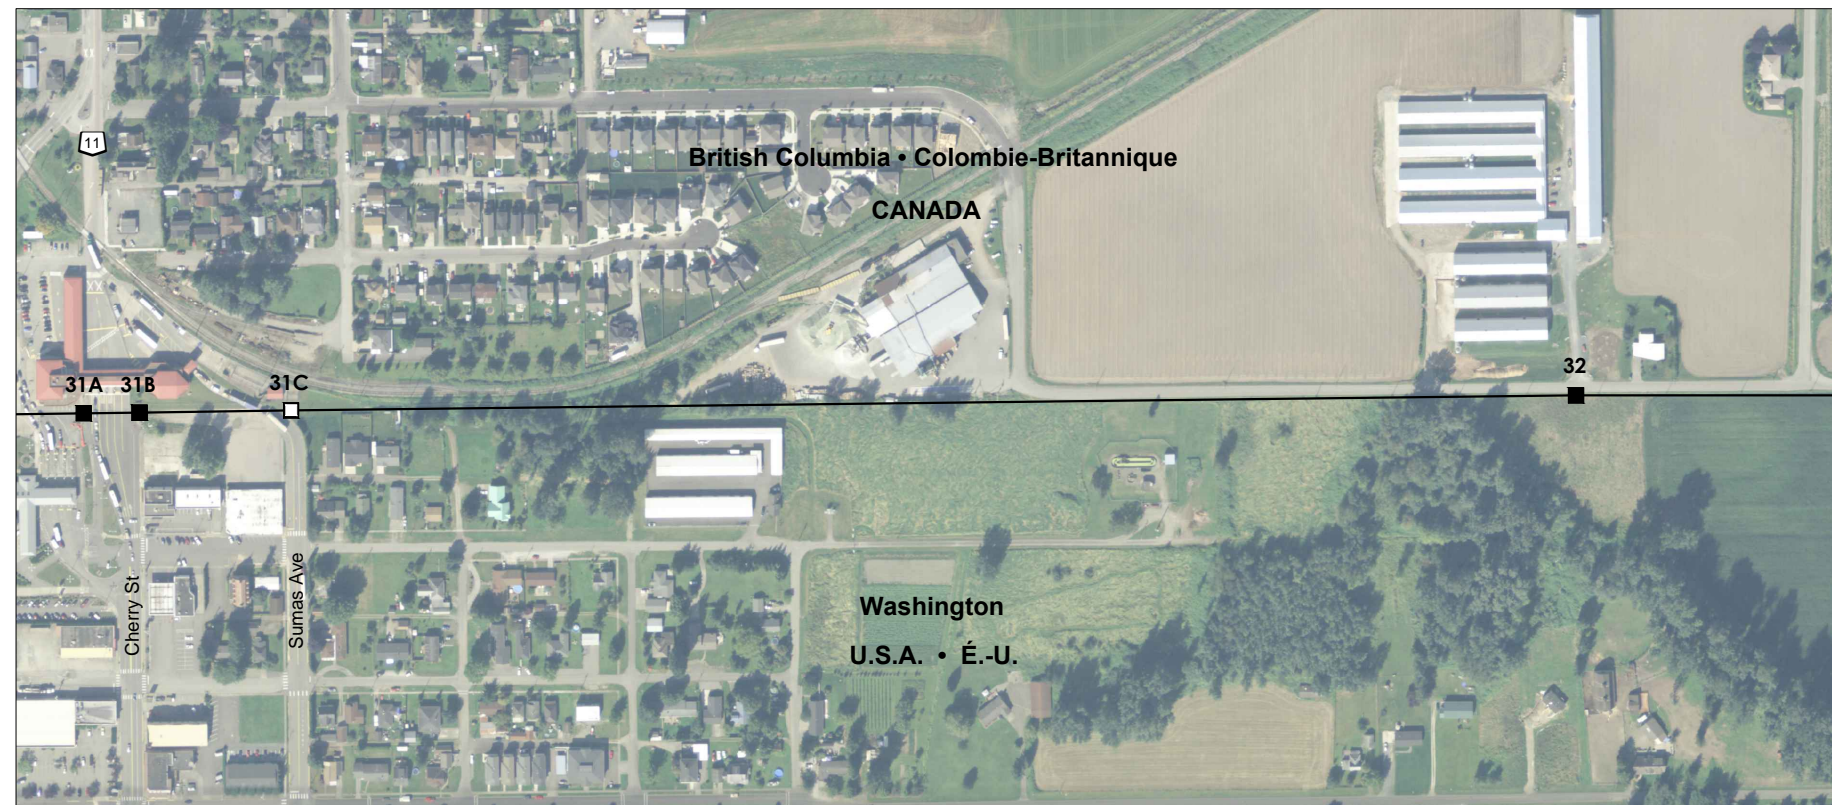 11
British Columbia • Colombie-Britannique
CANADA
31A 31B 31C 32
Cherry St
Sumas Ave
Washington
U.S.A. • É.-U.